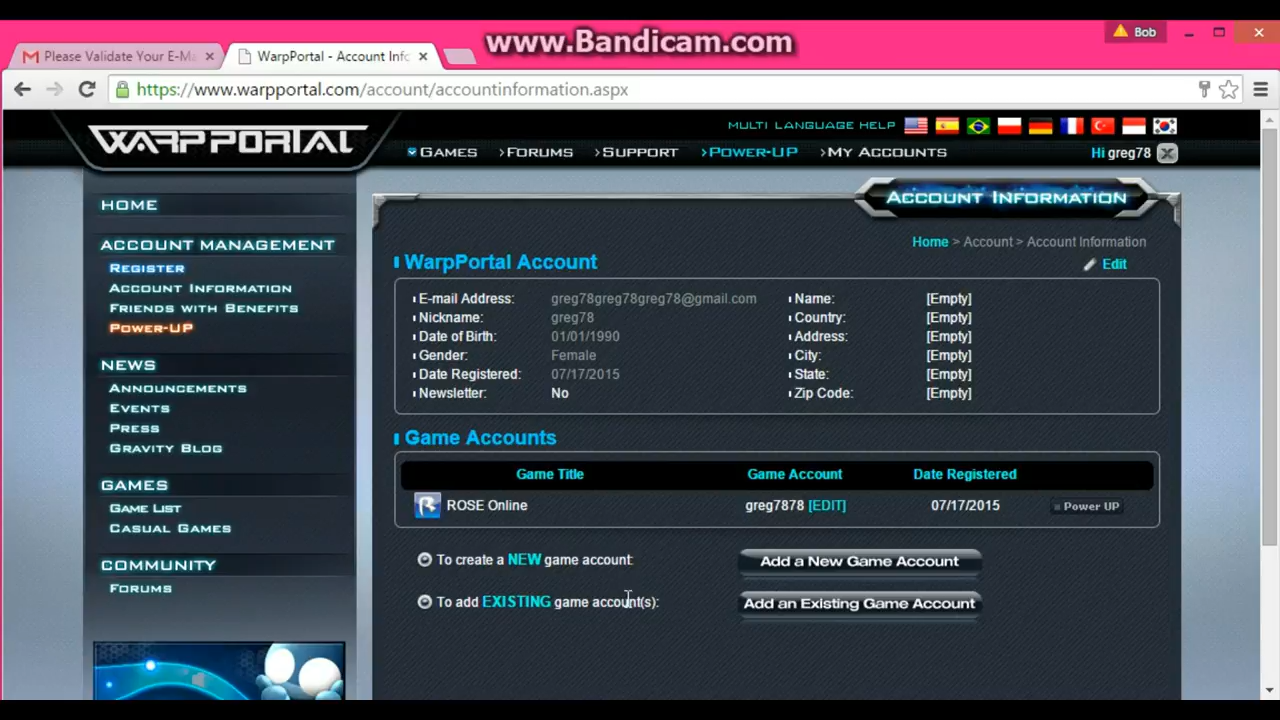 www.Bandicam.com
Bob
Please Validate Your E-Ma
WarpPortal - Account Info
https://www.warpportal.com/account/accountinformation.aspx
WARPPORTAL
MULTI LANGUAGE HELP
GAMES
FORUMS
SUPPORT
POWER-UP
MY ACCOUNTS
Hi greg78
ACCOUNT INFORMATION
Home > Account > Account Information
HOME
ACCOUNT MANAGEMENT
REGISTER
ACCOUNT INFORMATION
FRIENDS WITH BENEFITS
POWER-UP
NEWS
ANNOUNCEMENTS
EVENTS
PRESS
GRAVITY BLOG
GAMES
GAME LIST
CASUAL GAMES
COMMUNITY
FORUMS
WarpPortal Account
Edit
E-mail Address: greg78greg78greg78@gmail.com Name: [Empty]
Nickname: greg78 Country: [Empty]
Date of Birth: 01/01/1990 Address: [Empty]
Gender: Female City: [Empty]
Date Registered: 07/17/2015 State: [Empty]
Newsletter: No Zip Code: [Empty]
Game Accounts
Game Title Game Account Date Registered
ROSE Online greg7878 [EDIT] 07/17/2015 Power UP
To create a NEW game account: Add a New Game Account
To add EXISTING game account(s): Add an Existing Game Account